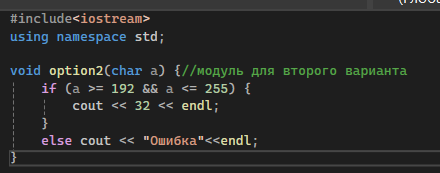 #include<iostream>
using namespace std;
void option2(char a) {//модуль для второго варианта
if (a >= 192 && a <= 255) {
cout << 32 << endl;
}
else cout << "Ошибка"<<endl;
}